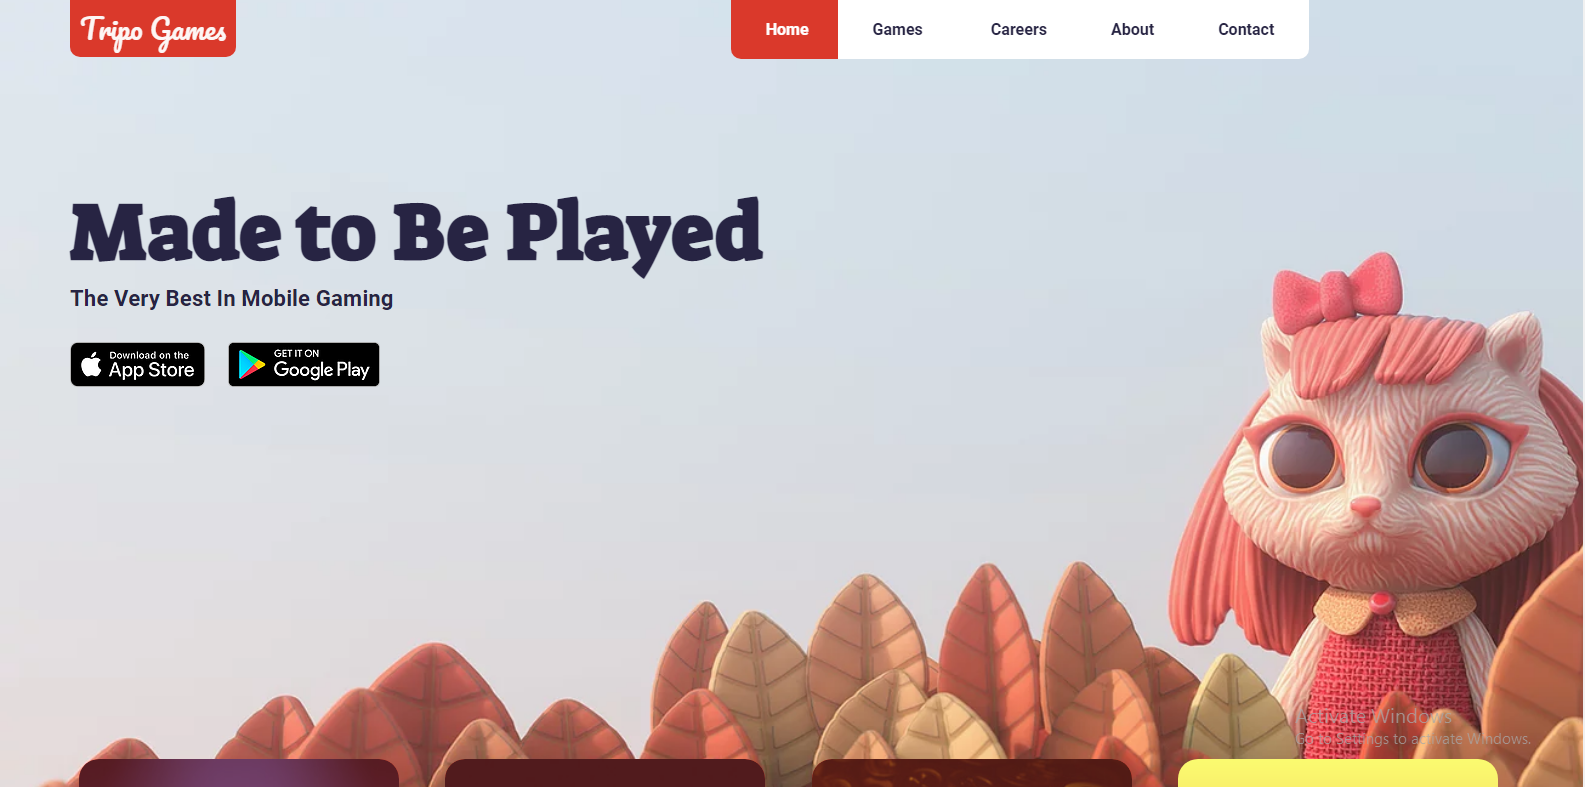 Tripo Games
Home Games Careers About Contact
Made to Be Played
The Very Best In Mobile Gaming
Download on the
App Store
GET IT ON
Google Play
Activate Windows
Go to Settings to activate Windows.